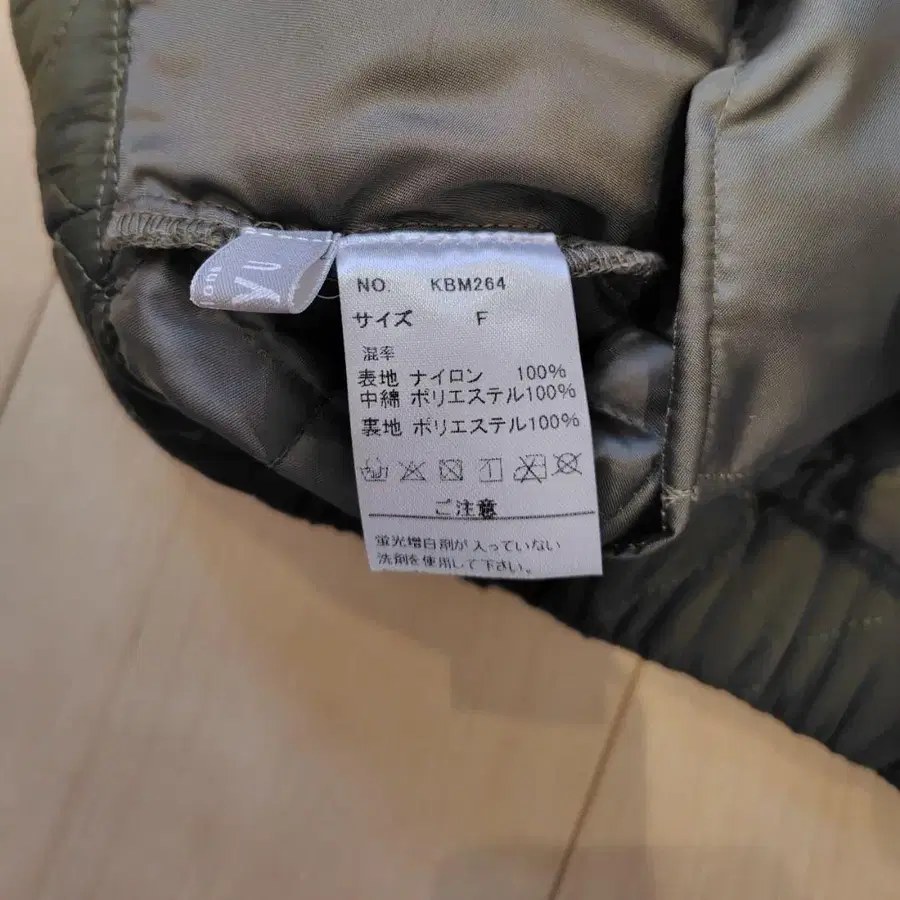 NO. KBM264
サイズ F
混率
表地 ナイロン 100%
中綿 ポリエステル100%
裏地 ポリエステル100%
ご注意
蛍光増白剤が入っていない
洗剤を使用して下さい。